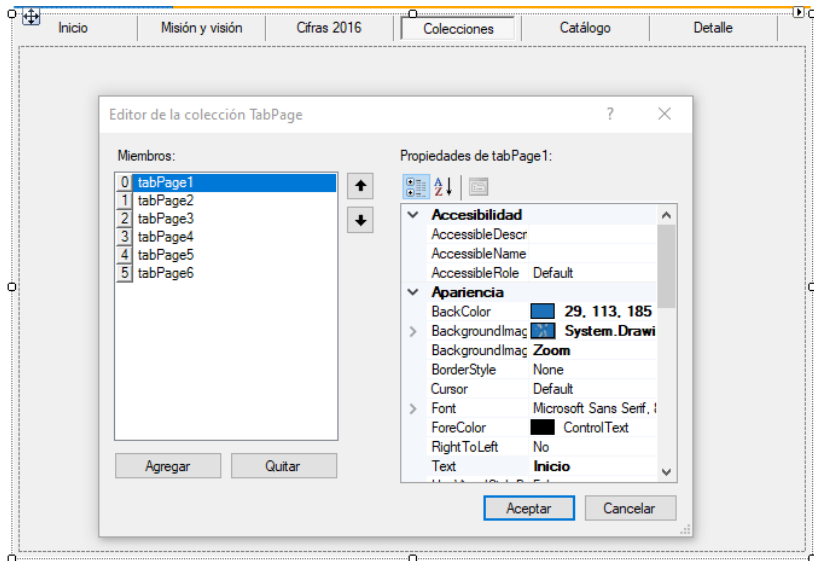 Inicio Misión y visión Cifras 2016 Colecciones Catálogo Detalle
Editor de la colección TabPage ?
Miembros:
0 tabPage1
1 tabPage2
2 tabPage3
3 tabPage4
4 tabPage5
5 tabPage6
Agregar Quitar
Propiedades de tabPage1:
Accesibilidad
AccessibleDescr
AccessibleName
AccessibleRole Default
Apariencia
BackColor 29, 113, 185
BackgroundImag System.Drawi
BackgroundImag Zoom
BorderStyle None
Cursor Default
Font Microsoft Sans Serif, 8
ForeColor ControlText
RightToLeft No
Text Inicio
Aceptar Cancelar